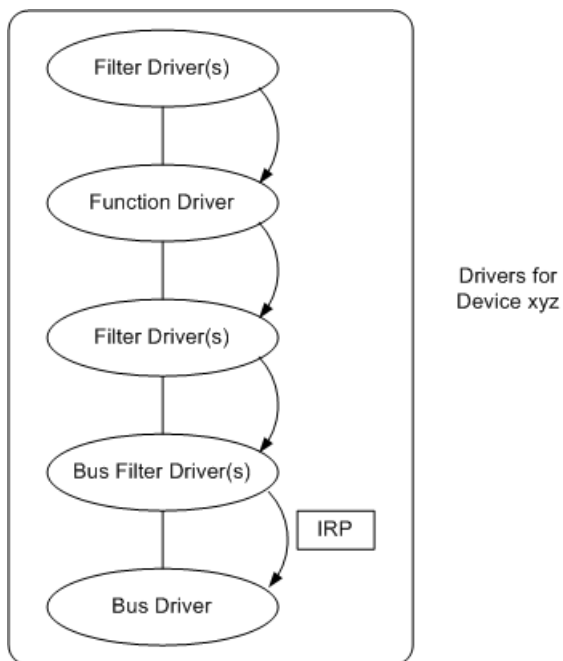 Filter Driver(s)
Function Driver
Drivers for
Device xyz
Filter Driver(s)
Bus Filter Driver(s)
IRP
Bus Driver